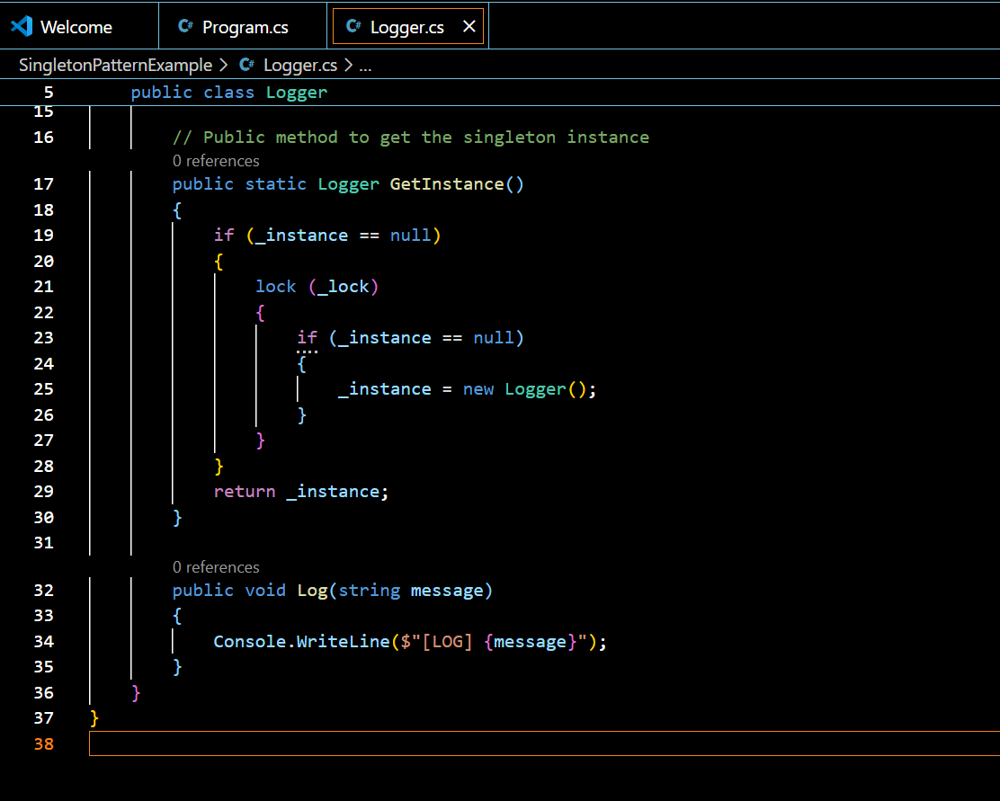 Welcome
Program.cs
Logger.cs
SingletonPatternExample > Logger.cs > ...
5 public class Logger
15
16 // Public method to get the singleton instance
0 references
17 public static Logger GetInstance()
18 {
19 if (_instance == null)
20 {
21 lock (_lock)
22 {
23 if (_instance == null)
24 {
25 _instance = new Logger();
26 }
27 }
28 }
29 return _instance;
30 }
31
0 references
32 public void Log(string message)
33 {
34 Console.WriteLine($"[LOG] {message}");
35 }
36 }
37 }
38